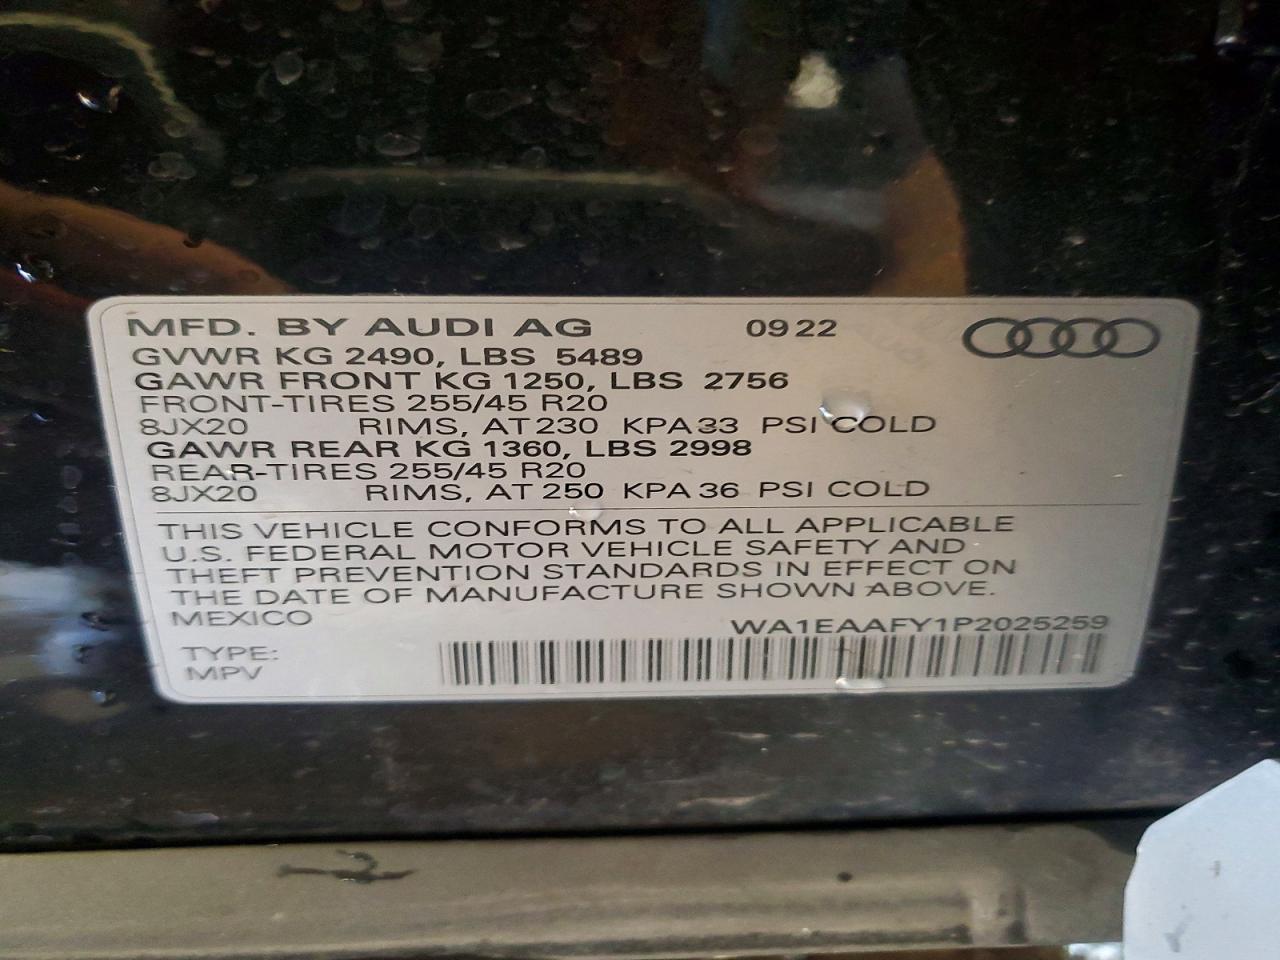 MFD. BY AUDI AG 09 22
GVWR KG 2490, LBS 5489
GAWR FRONT KG 1250, LBS 2756
FRONT-TIRES 255/45 R20
8JX20 RIMS, AT 230 KPA 33 PSI COLD
GAWR REAR KG 1360, LBS 2998
REAR-TIRES 255/45 R20
8JX20 RIMS, AT 250 KPA 36 PSI COLD
THIS VEHICLE CONFORMS TO ALL APPLICABLE
U.S. FEDERAL MOTOR VEHICLE SAFETY AND
THEFT PREVENTION STANDARDS IN EFFECT ON
THE DATE OF MANUFACTURE SHOWN ABOVE.
MEXICO WA1EAAFY1P2025259
TYPE:
MPV